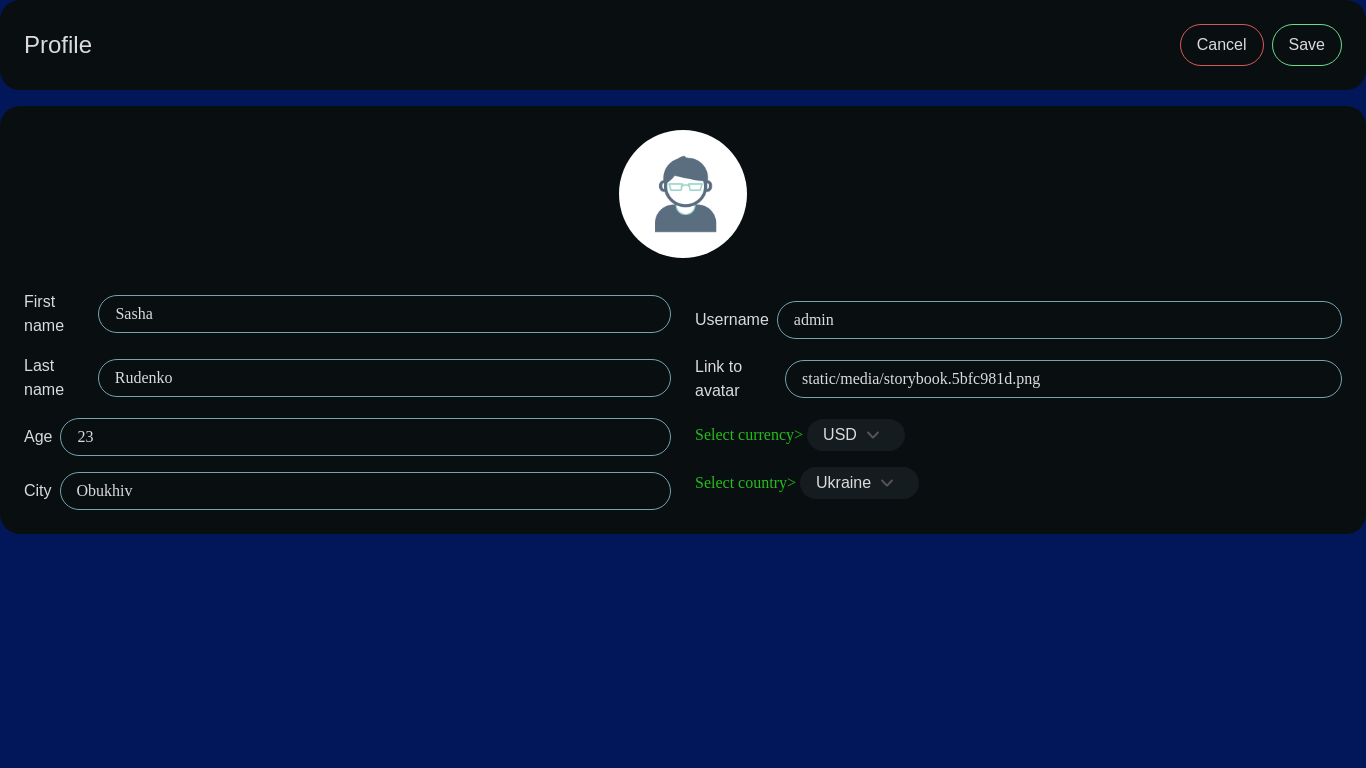 Profile
Cancel
Save
First
name
Sasha
Last
name
Rudenko
Age
23
City
Obukhiv
Username
admin
Link to
avatar
static/media/storybook.5bfc981d.png
Select currency>
USD
Select country>
Ukraine